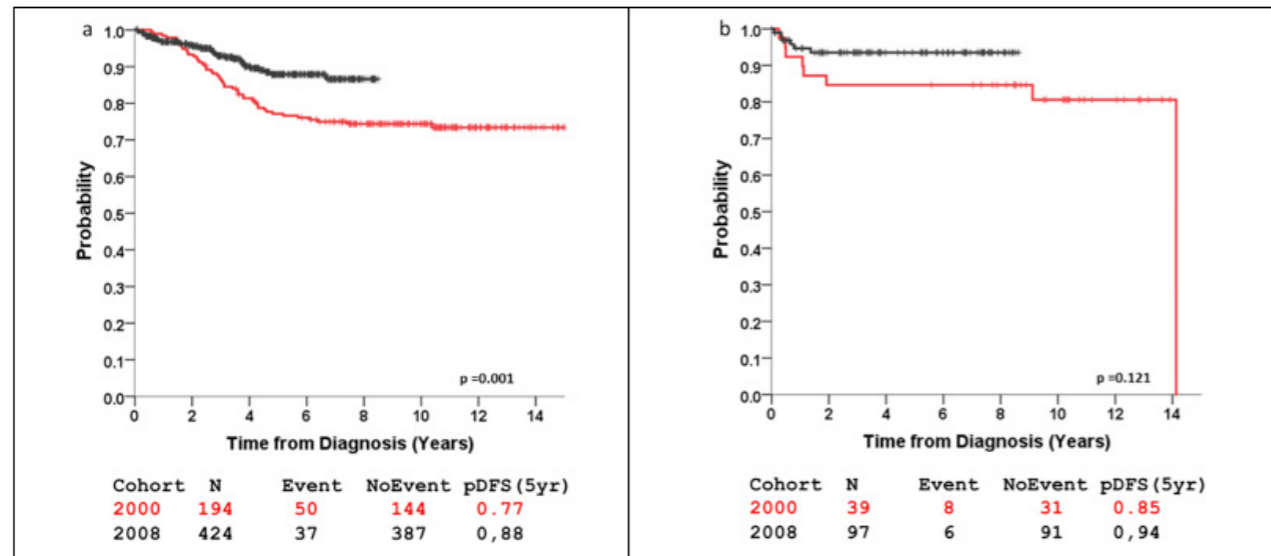 a
1.0
0.9
0.8
0.7
0.6
0.5
0.4
0.3
0.2
0.1
0.0
Probability
0 2 4 6 8 10 12 14
Time from Diagnosis (Years)
p =0.001
Cohort N Event NoEvent pDFS(5yr)
2000 194 50 144 0.77
2008 424 37 387 0,88
b
1.0
0.9
0.8
0.7
0.6
0.5
0.4
0.3
0.2
0.1
0.0
Probability
0 2 4 6 8 10 12 14
Time from Diagnosis (Years)
p =0.121
Cohort N Event NoEvent pDFS(5yr)
2000 39 8 31 0.85
2008 97 6 91 0,94